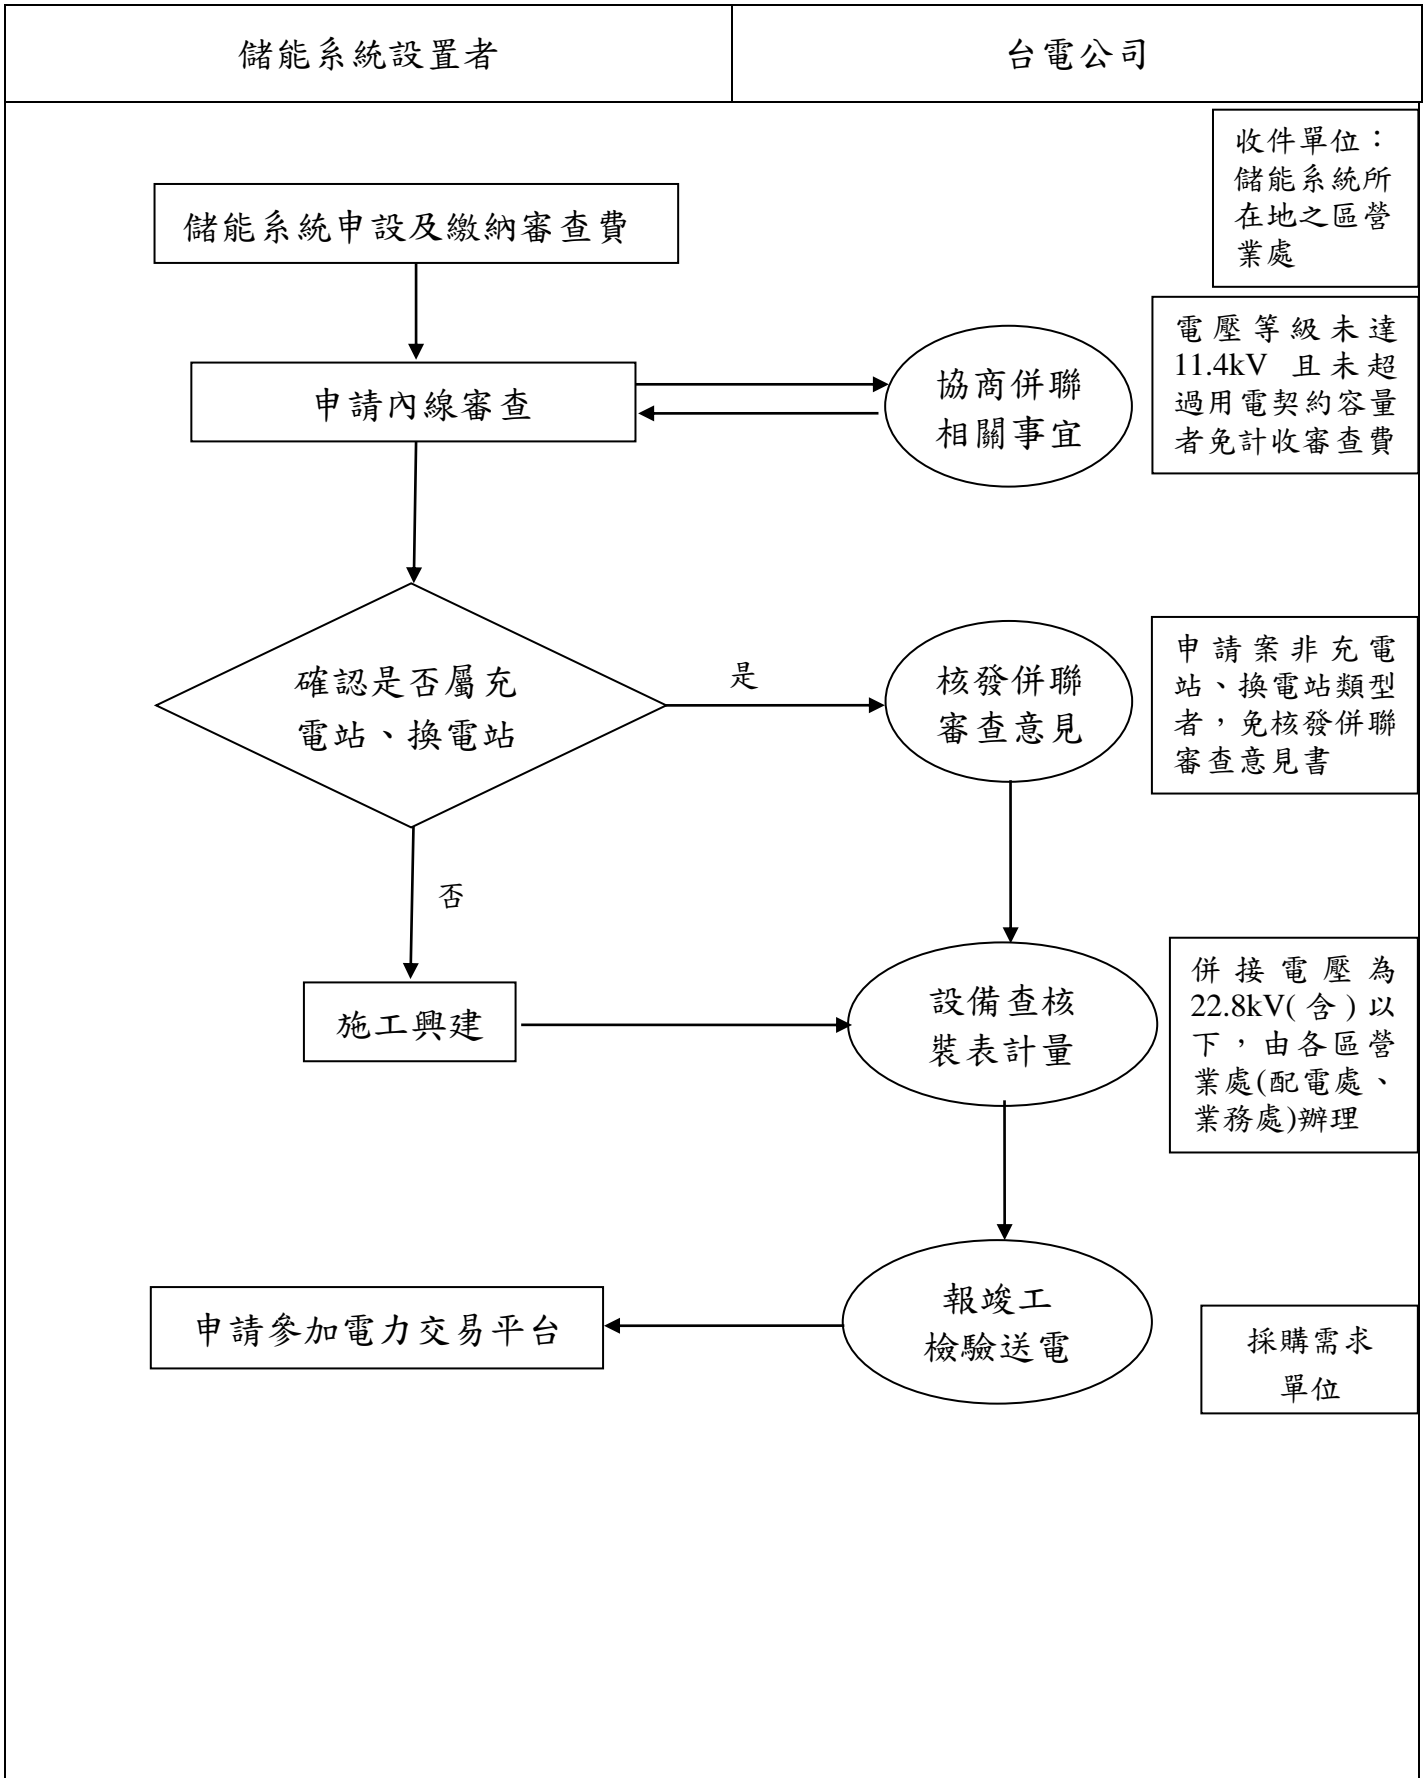 儲能系統設置者
台電公司
收件單位：
儲能系統所
在地之區營
業處
儲能系統申設及繳納審查費
電壓等級未達
11.4kV 且未超
過用電契約容量
者免計收審查費
申請內線審查
協商併聯
相關事宜
確認是否屬充
電站、換電站
是
核發併聯
審查意見
申請案非充電
站、換電站類型
者，免核發併聯
審查意見書
否
施工興建
設備查核
裝表計量
併接電壓為
22.8kV(含)以
下，由各區營
業處(配電處、
業務處)辦理
報竣工
檢驗送電
申請參加電力交易平台
採購需求
單位